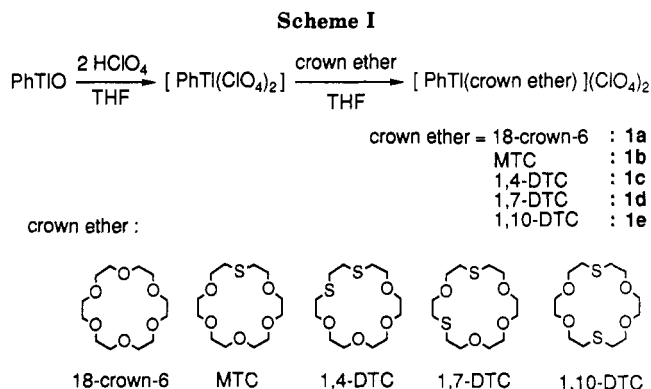 Scheme I
PhTlO 2 HClO₄ THF [ PhTl(ClO₄)₂] crown ether THF [ PhTl(crown ether) ](ClO₄)₂
crown ether = 18-crown-6 : 1a
MTC : 1b
1,4-DTC : 1c
1,7-DTC : 1d
1,10-DTC : 1e
crown ether :
O O O O O O
S O O O O O
S S O O O O
S O O S O O
S O O O O S
18-crown-6 MTC 1,4-DTC 1,7-DTC 1,10-DTC